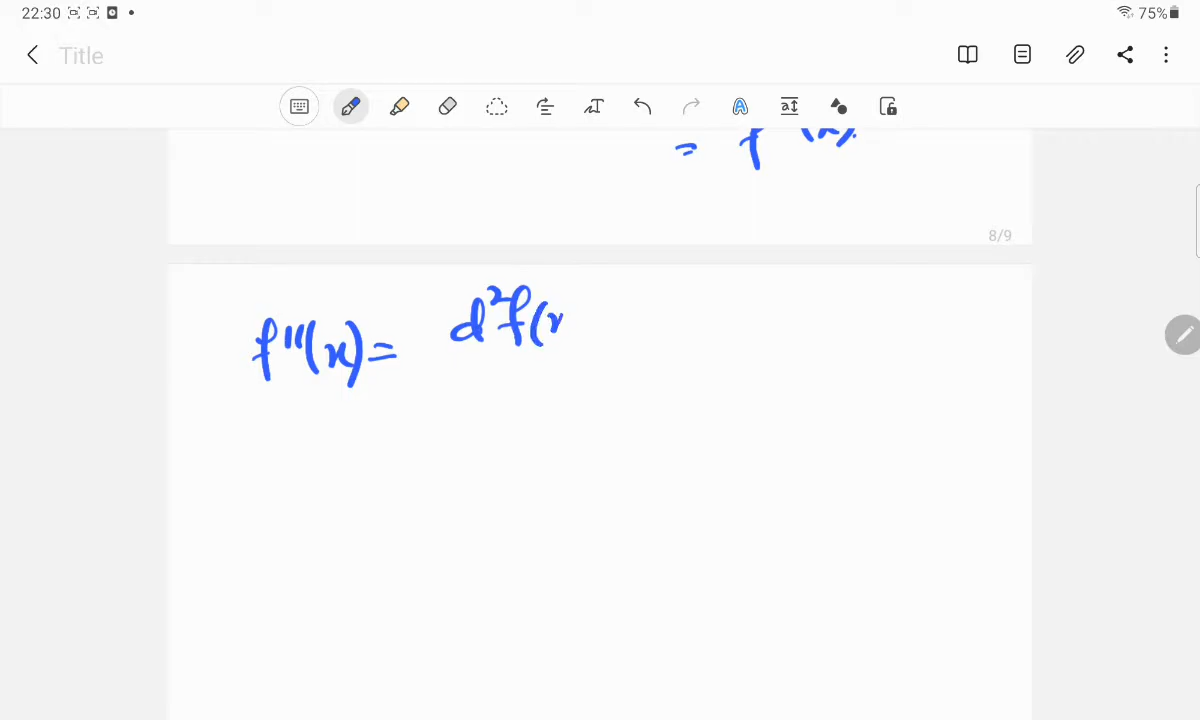 22:30 75%
Title
= f''(x).
8/9
f'''(x) = d²f(x